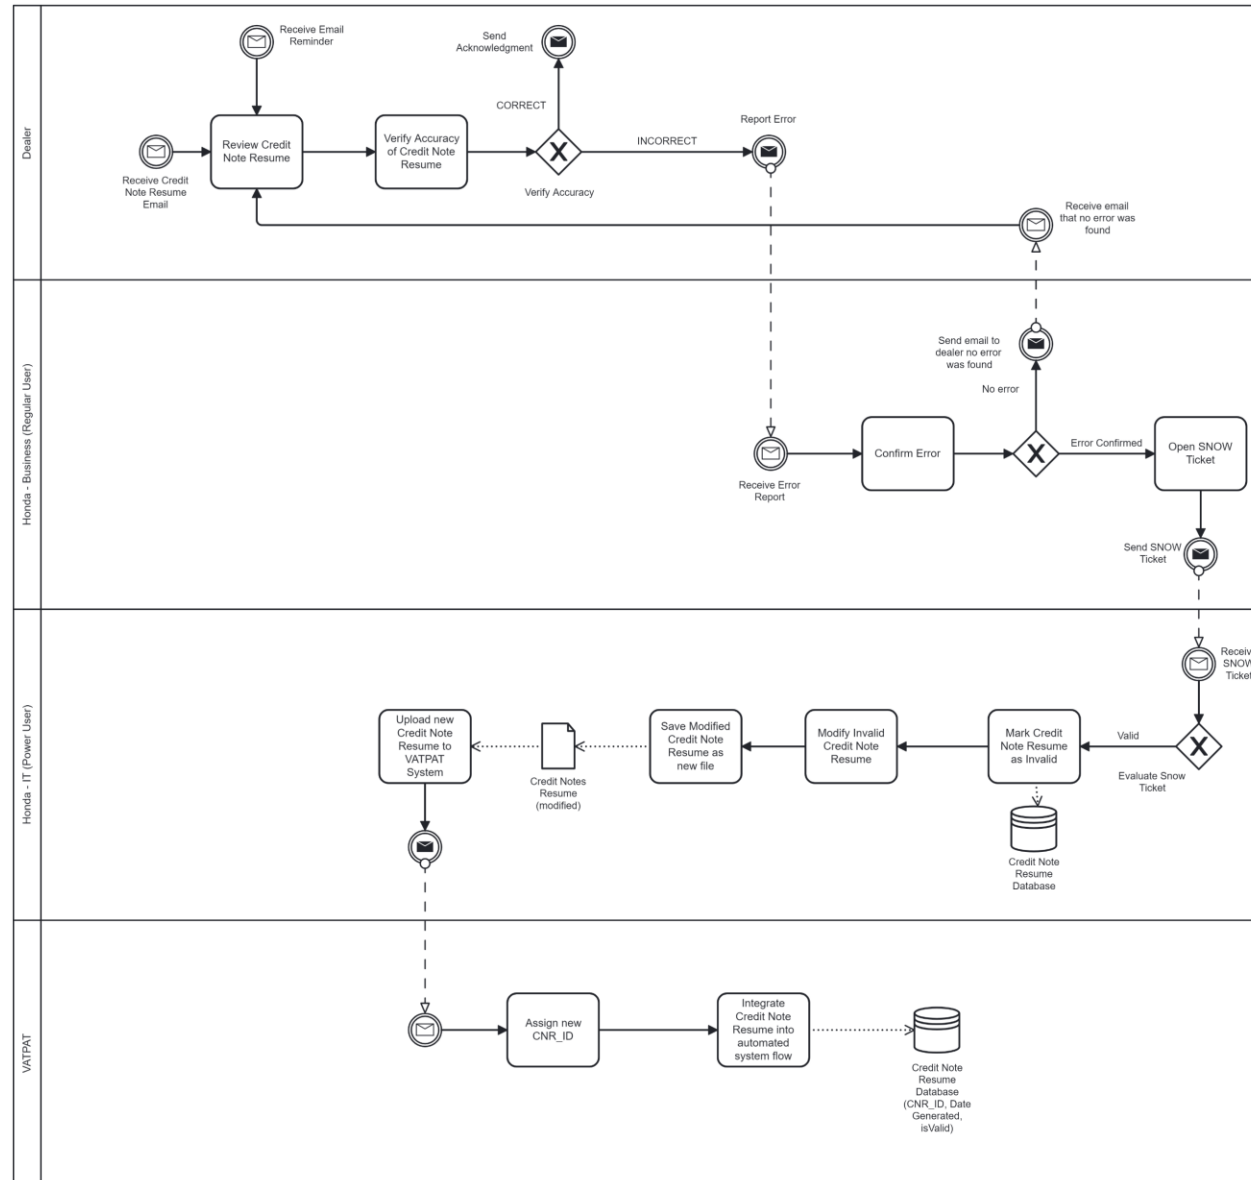 Dealer
Receive Email
Reminder
Send
Acknowledgment
CORRECT
Report Error
Review Credit
Note Resume
Verify Accuracy
of Credit Note
Resume
INCORRECT
Receive Credit
Note Resume
Email
Verify Accuracy
Receive email
that no error was
found
Honda - Business (Regular User)
Send email to
dealer no error
was found
No error
Confirm Error
Error Confirmed
Open SNOW
Ticket
Receive Error
Report
Send SNOW
Ticket
Honda - IT (Power User)
Receive
SNOW
Ticket
Upload new
Credit Note
Resume to
VATPAT
System
Credit Notes
Resume
(modified)
Save Modified
Credit Note
Resume as
new file
Modify Invalid
Credit Note
Resume
Mark Credit
Note Resume
as Invalid
Valid
Evaluate Snow
Ticket
Credit Note
Resume
Database
VATPAT
Assign new
CNR_ID
Integrate
Credit Note
Resume into
automated
system flow
Credit Note
Resume
Database
(CNR_ID, Date
Generated,
isValid)